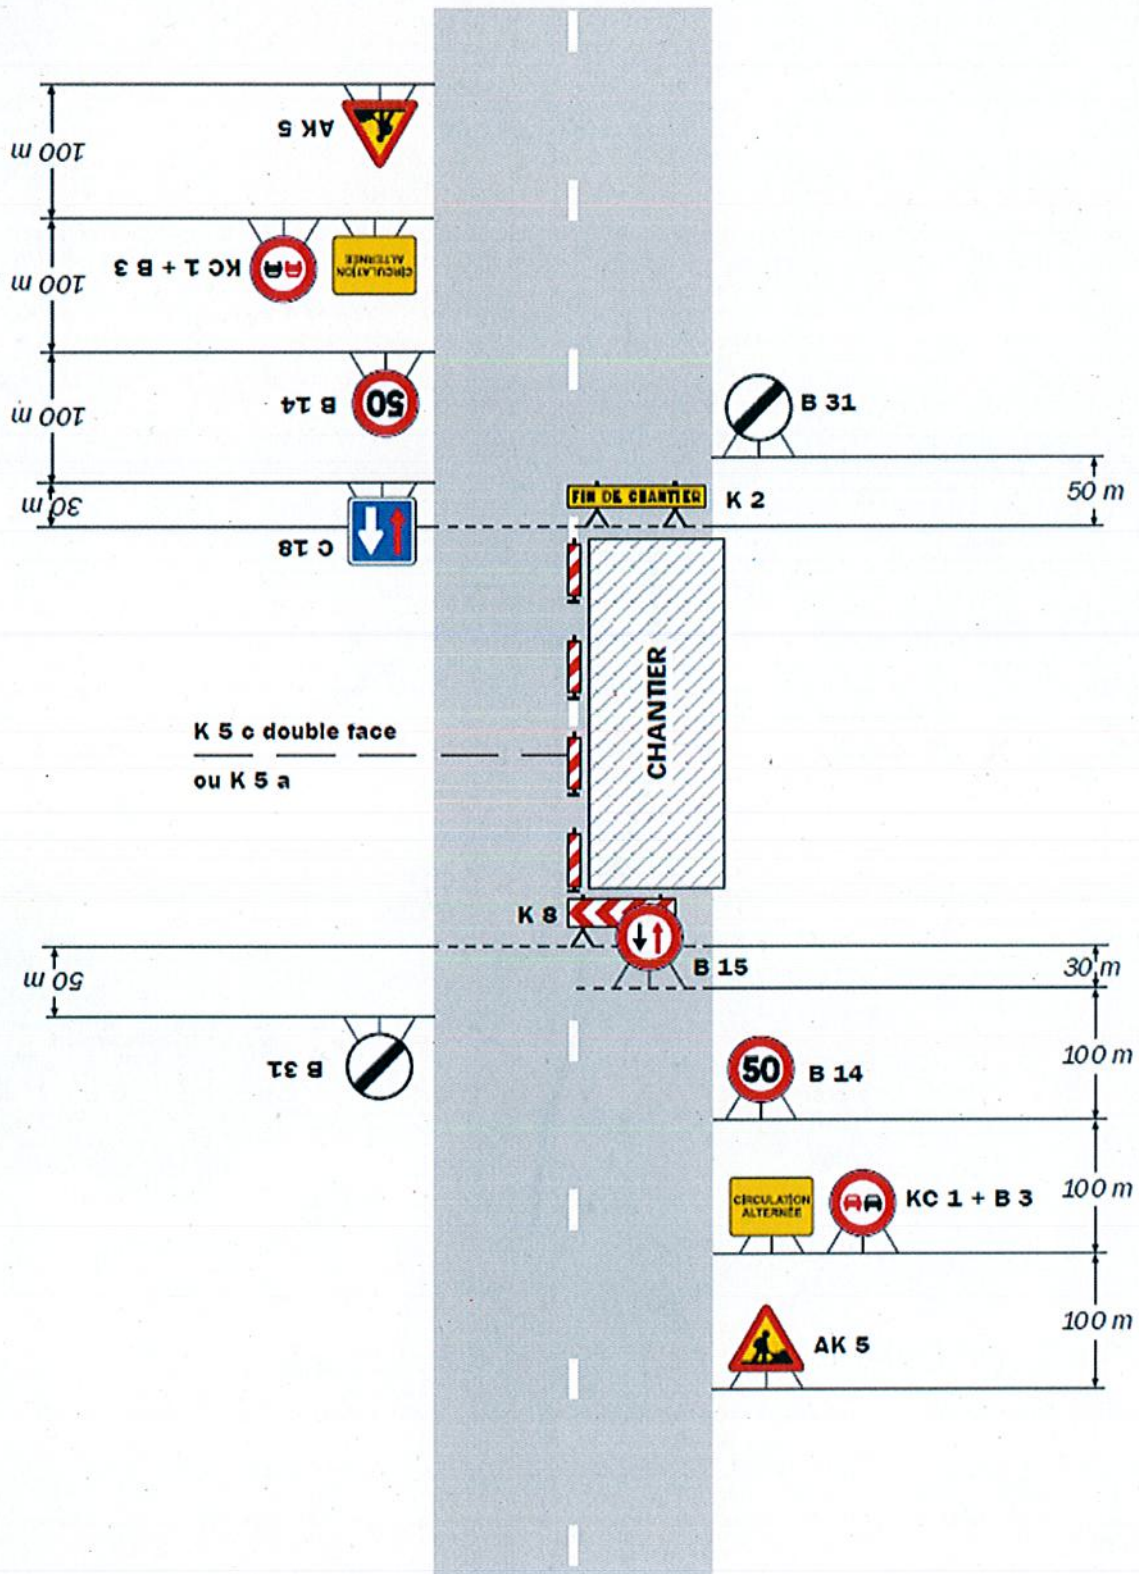 AK 5
100 m
KC 1 + B 3
CIRCULATION
ALTERNÉE
100 m
B 14
50
100 m
B 31
30 m
FIN DE CHANTIER
K 2
50 m
C 18
CHANTIER
K 5 c double face
ou K 5 a
K 8
B 15
50 m
30 m
B 31
50
B 14
100 m
CIRCULATION
ALTERNÉE
KC 1 + B 3
100 m
100 m
AK 5